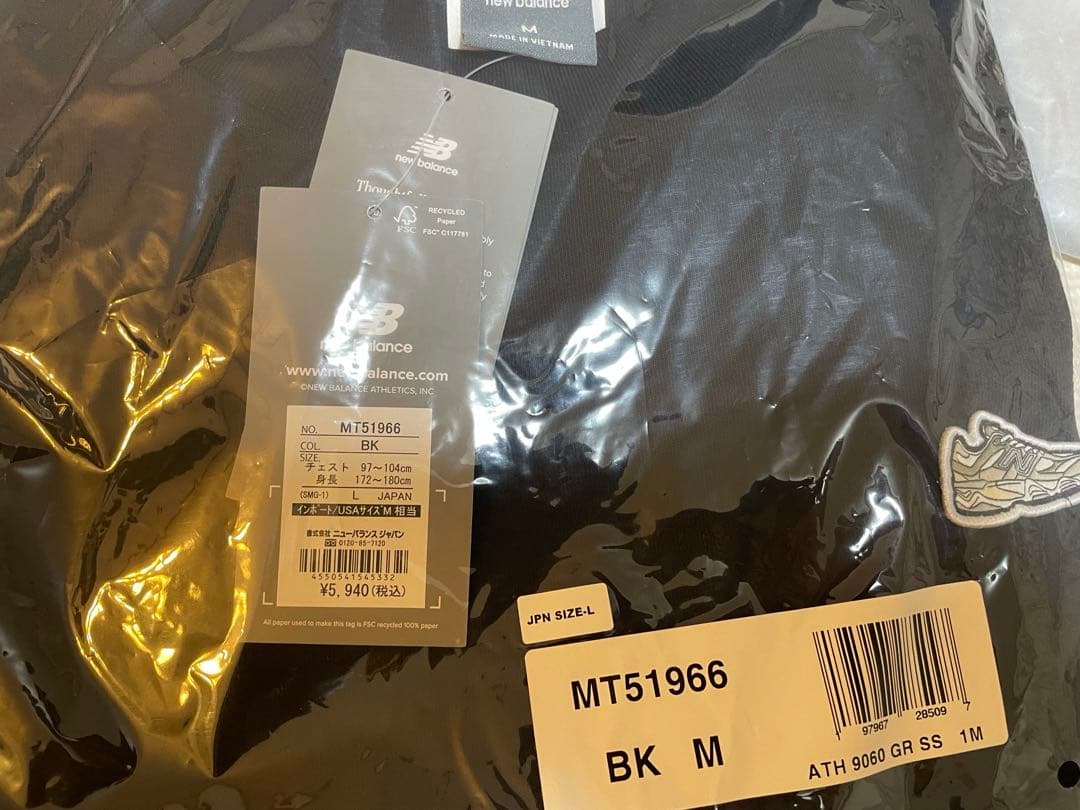 new balance
M
MADE IN VIETNAM
NB
new balance
RECYCLED
Paper
FSC® C117781
FSC
NB
www.new balance.com
©NEW BALANCE ATHLETICS, INC
NO. MT51966
COL. BK
SIZE.
チェスト 97～104cm
身長 172～180cm
(SMG-1) L JAPAN
インポート/USAサイズM 相当
株式会社 ニューバランス ジャパン
0120-85-7120
4550541545332
¥5,940(税込)
All paper used to make this tag is FSC recycled 100% paper
JPN SIZE-L
MT51966
BK M
1 97967 28509 7
ATH 9060 GR SS 1M
N